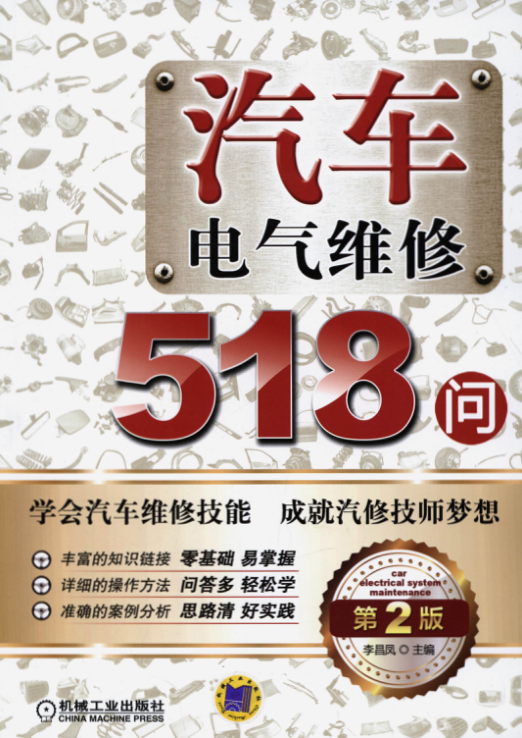 汽车
电气维修
518问
学会汽车维修技能 成就汽修技师梦想
丰富的知识链接 零基础 易掌握
详细的操作方法 问答多 轻松学
准确的案例分析 思路清 好实践
car
electrical system
maintenance
第2版
李昌凤 ○ 主编
机械工业出版社
CHINA MACHINE PRESS